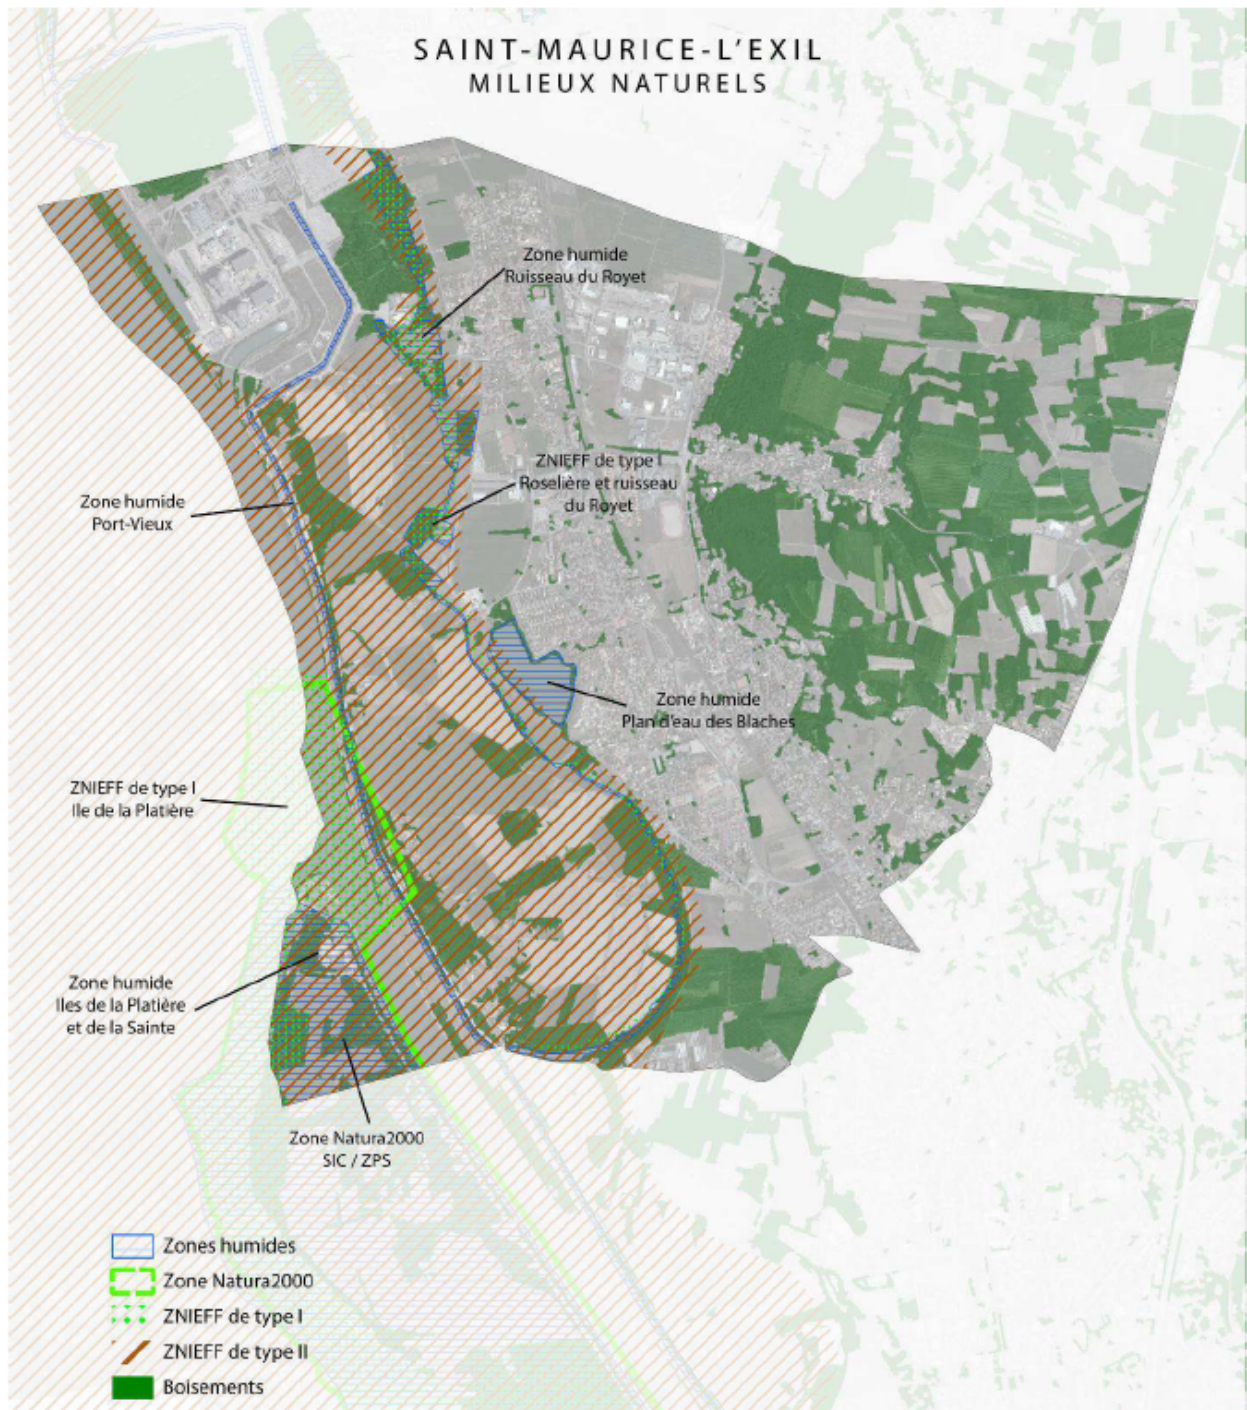 SAINT-MAURICE-L'EXIL
MILIEUX NATURELS
Zone humide
Ruisseau du Royet
ZNIEFF de type I
Roselière et ruisseau
du Royet
Zone humide
Port-Vieux
Zone humide
Plan d'eau des Blaches
ZNIEFF de type I
Ile de la Platière
Zone humide
Iles de la Platière
et de la Sainte
Zone Natura2000
SIC / ZPS
Zones humides
Zone Natura2000
ZNIEFF de type I
ZNIEFF de type II
Boisements